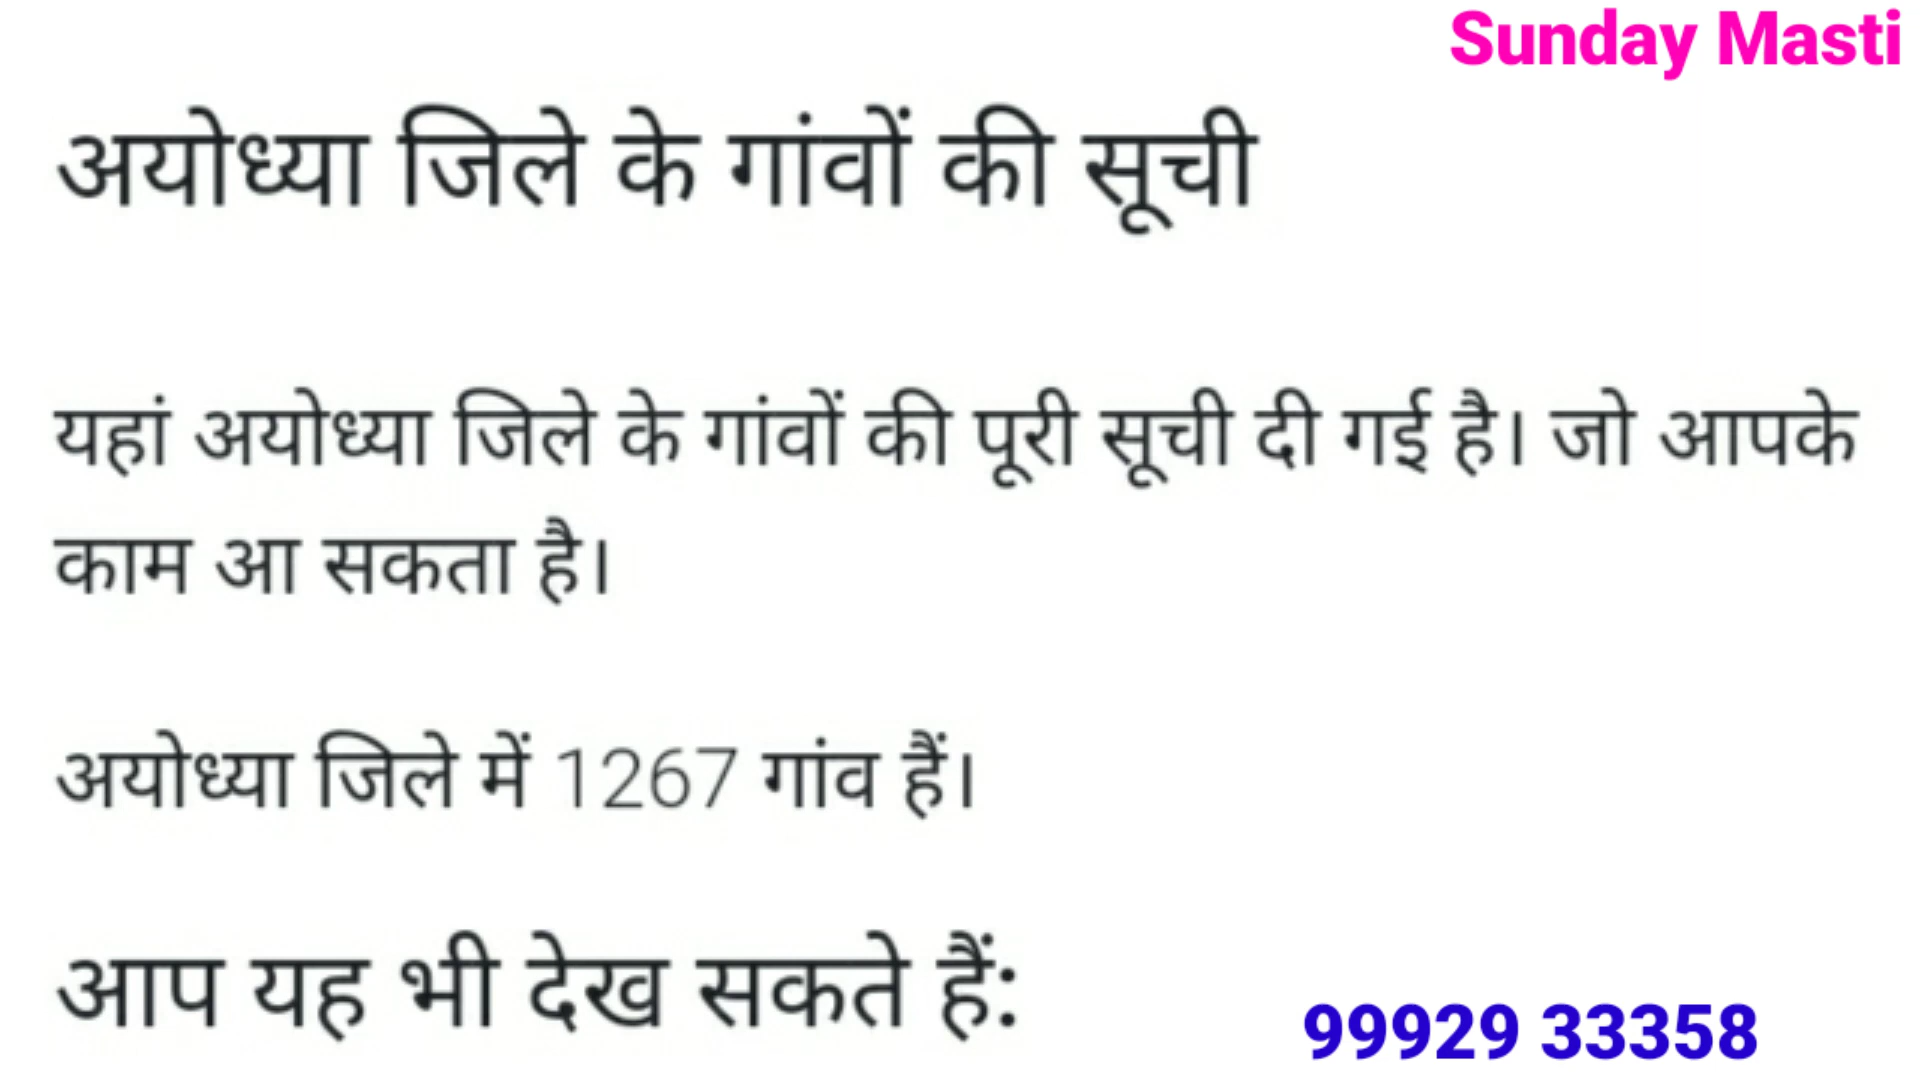 Sunday Masti
अयोध्या जिले के गांवों की सूची
यहां अयोध्या जिले के गांवों की पूरी सूची दी गई है। जो आपके
काम आ सकता है।
अयोध्या जिले में 1267 गांव हैं।
आप यह भी देख सकते हैं:
99929 33358